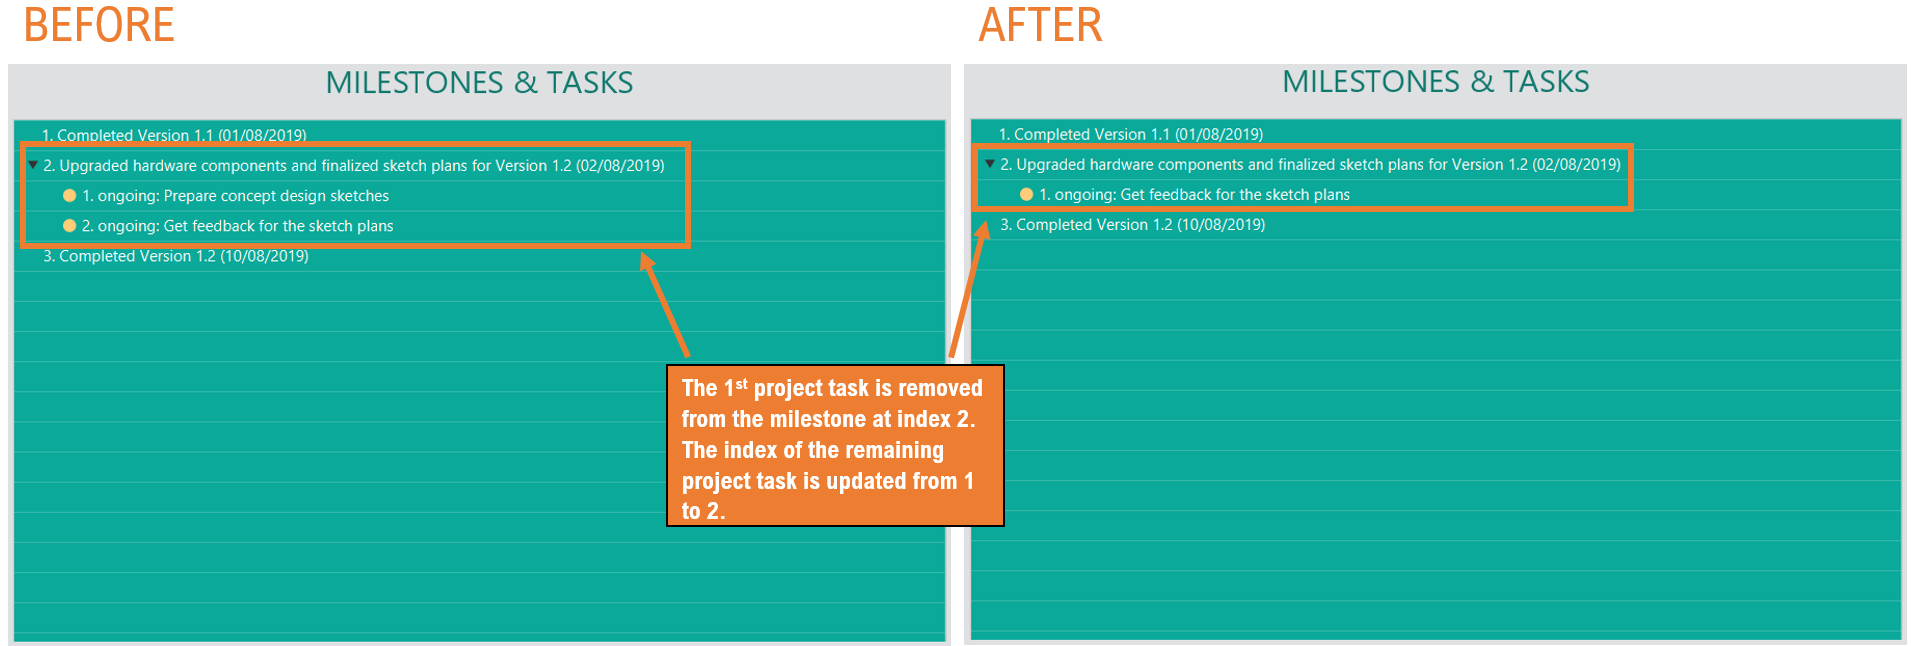 BEFORE
MILESTONES & TASKS
1. Completed Version 1.1 (01/08/2019)
2. Upgraded hardware components and finalized sketch plans for Version 1.2 (02/08/2019)
1. ongoing: Prepare concept design sketches
2. ongoing: Get feedback for the sketch plans
3. Completed Version 1.2 (10/08/2019)
AFTER
MILESTONES & TASKS
1. Completed Version 1.1 (01/08/2019)
2. Upgraded hardware components and finalized sketch plans for Version 1.2 (02/08/2019)
1. ongoing: Get feedback for the sketch plans
3. Completed Version 1.2 (10/08/2019)
The 1st project task is removed
from the milestone at index 2.
The index of the remaining
project task is updated from 1
to 2.